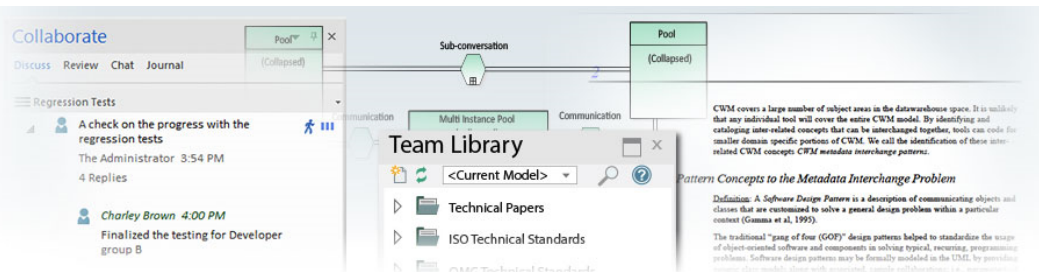 Collaborate
Discuss Review Chat Journal
Regression Tests
A check on the progress with the
regression tests
The Administrator 3:54 PM
4 Replies
Charley Brown 4:00 PM
Finalized the testing for Developer
group B
Pool
(Collapsed)
Sub-conversation
Pool
(Collapsed)
2
Multi Instance Pool
Communication
Team Library
<Current Model>
Technical Papers
ISO Technical Standards
OMG Technical Standards
CWM covers a large number of subject areas in the datawarehouse space. It is unlikely
that any individual tool will cover the entire CWM model. By identifying and
cataloging inter-related concepts that can be interchanged together, tools can code for
smaller domain specific portions of CWM. We call the identification of these inter-
related CWM concepts CWM metadata interchange patterns.
Pattern Concepts to the Metadata Interchange Problem
Definition: A Software Design Pattern is a description of communicating objects and
classes that are customized to solve a general design problem within a particular
context (Gamma et al, 1995).
The traditional "gang of four (GOF)" design patterns helped to standardize the usage
of object-oriented software and components in solving typical, recurring, programming
problems. Software design patterns may be formally modeled in the UML by providing